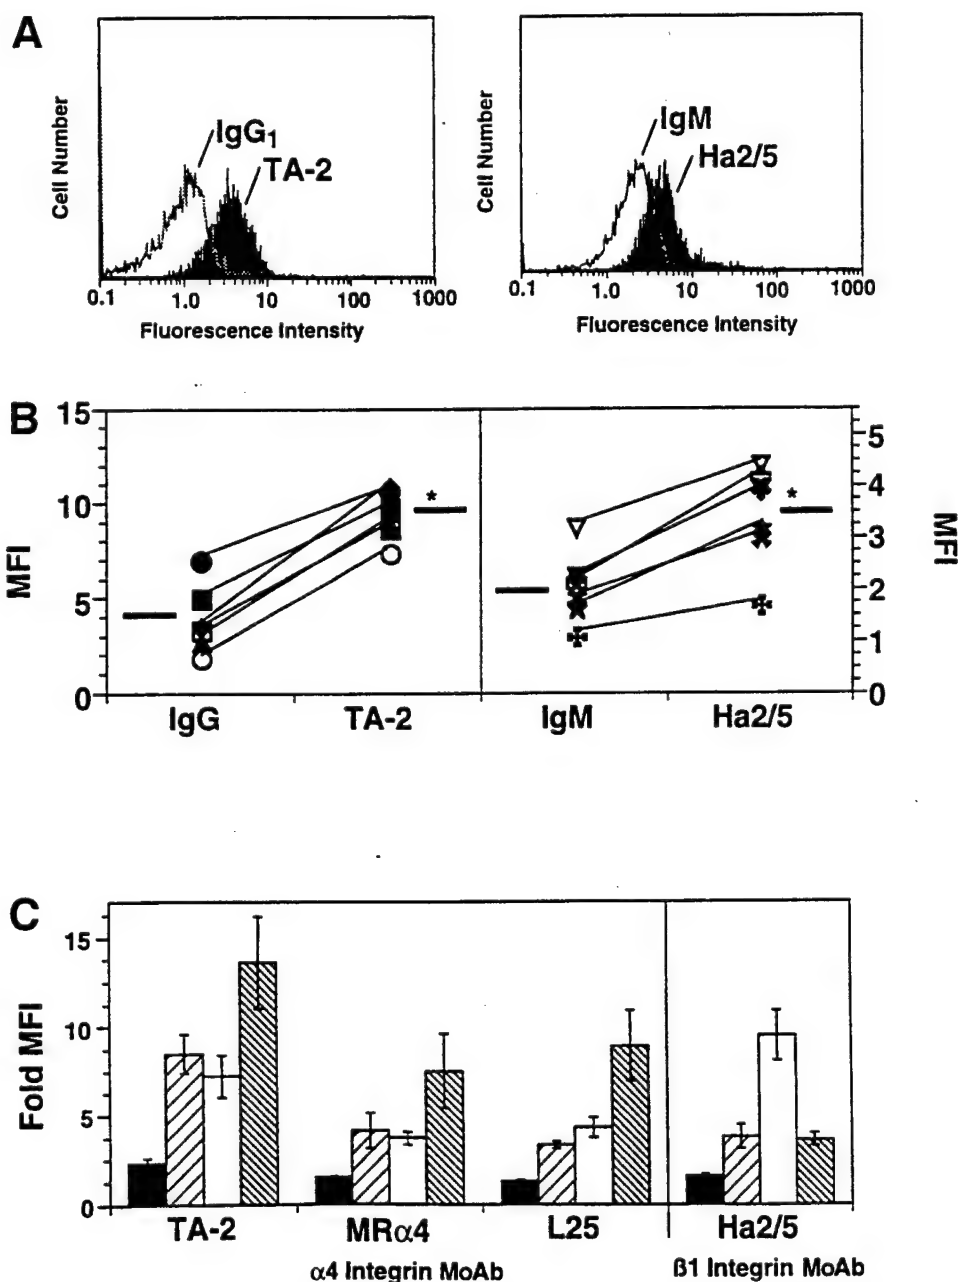 A
Cell Number
IgG1
TA-2
0.1 1.0 10 100 1000
Fluorescence Intensity
Cell Number
IgM
Ha2/5
0.1 1.0 10 100 1000
Fluorescence Intensity
B
MFI
15
10
5
0
*
IgG TA-2
*
IgM Ha2/5
5
4
3
2
1
0
MFI
C
Fold MFI
15
10
5
0
TA-2 MRα4 L25 Ha2/5
α4 Integrin MoAb
β1 Integrin MoAb